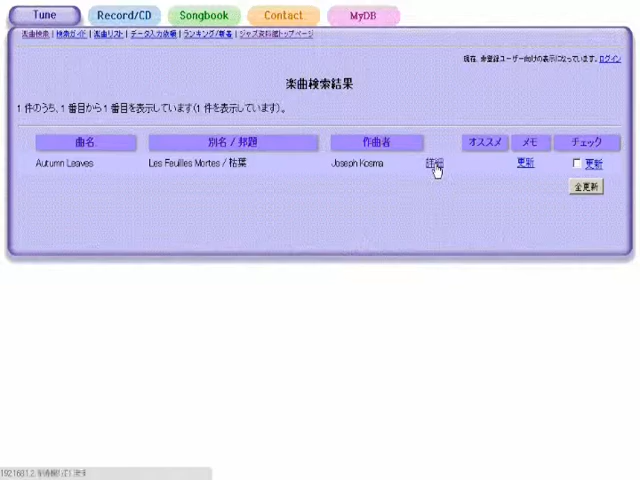 Tune Record/CD Songbook Contact MyDB
楽曲検索 | 検索ガイド | 楽曲リスト | データ入力依頼 | ランキング/新着 | ジャズ資料館トップページ
現在、未登録ユーザー向けの表示になっています。ログイン
楽曲検索結果
1 件のうち、1 番目から 1 番目を表示しています(1 件を表示しています)。
曲名 別名 / 邦題 作曲者 オススメ メモ チェック
Autumn Leaves Les Feuilles Mortes / 枯葉 Joseph Kosma 詳細 更新 更新
全更新